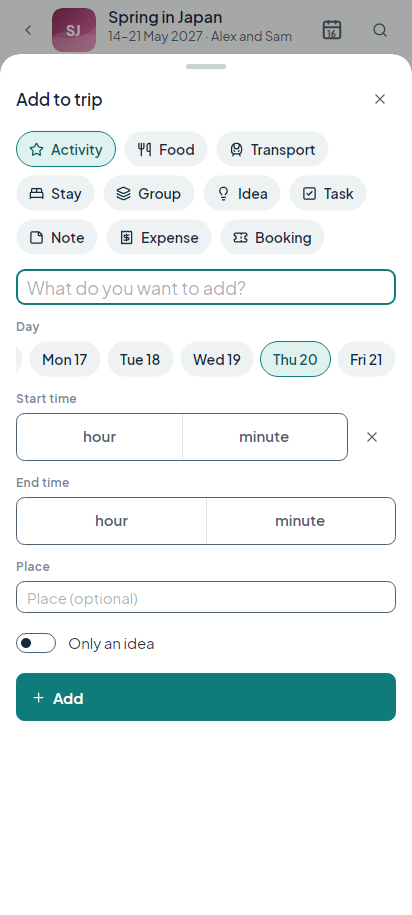 SJ
Spring in Japan
14–21 May 2027 · Alex and Sam
16
Add to trip
Activity
Food
Transport
Stay
Group
Idea
Task
Note
Expense
Booking
What do you want to add?
Day
Mon 17
Tue 18
Wed 19
Thu 20
Fri 21
Start time
hour
minute
End time
hour
minute
Place
Place (optional)
Only an idea
+ Add